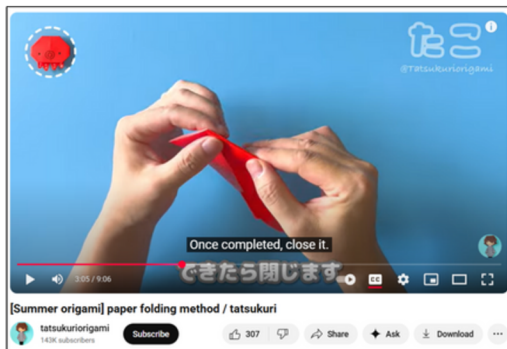 たこ
@Tatsukuriorigami
Once completed, close it.
できたら閉じます
3:05 / 9:06
CC
[Summer origami] paper folding method / tatsukuri
tatsukuriorigami
143K subscribers
Subscribe
307
Share
Ask
Download